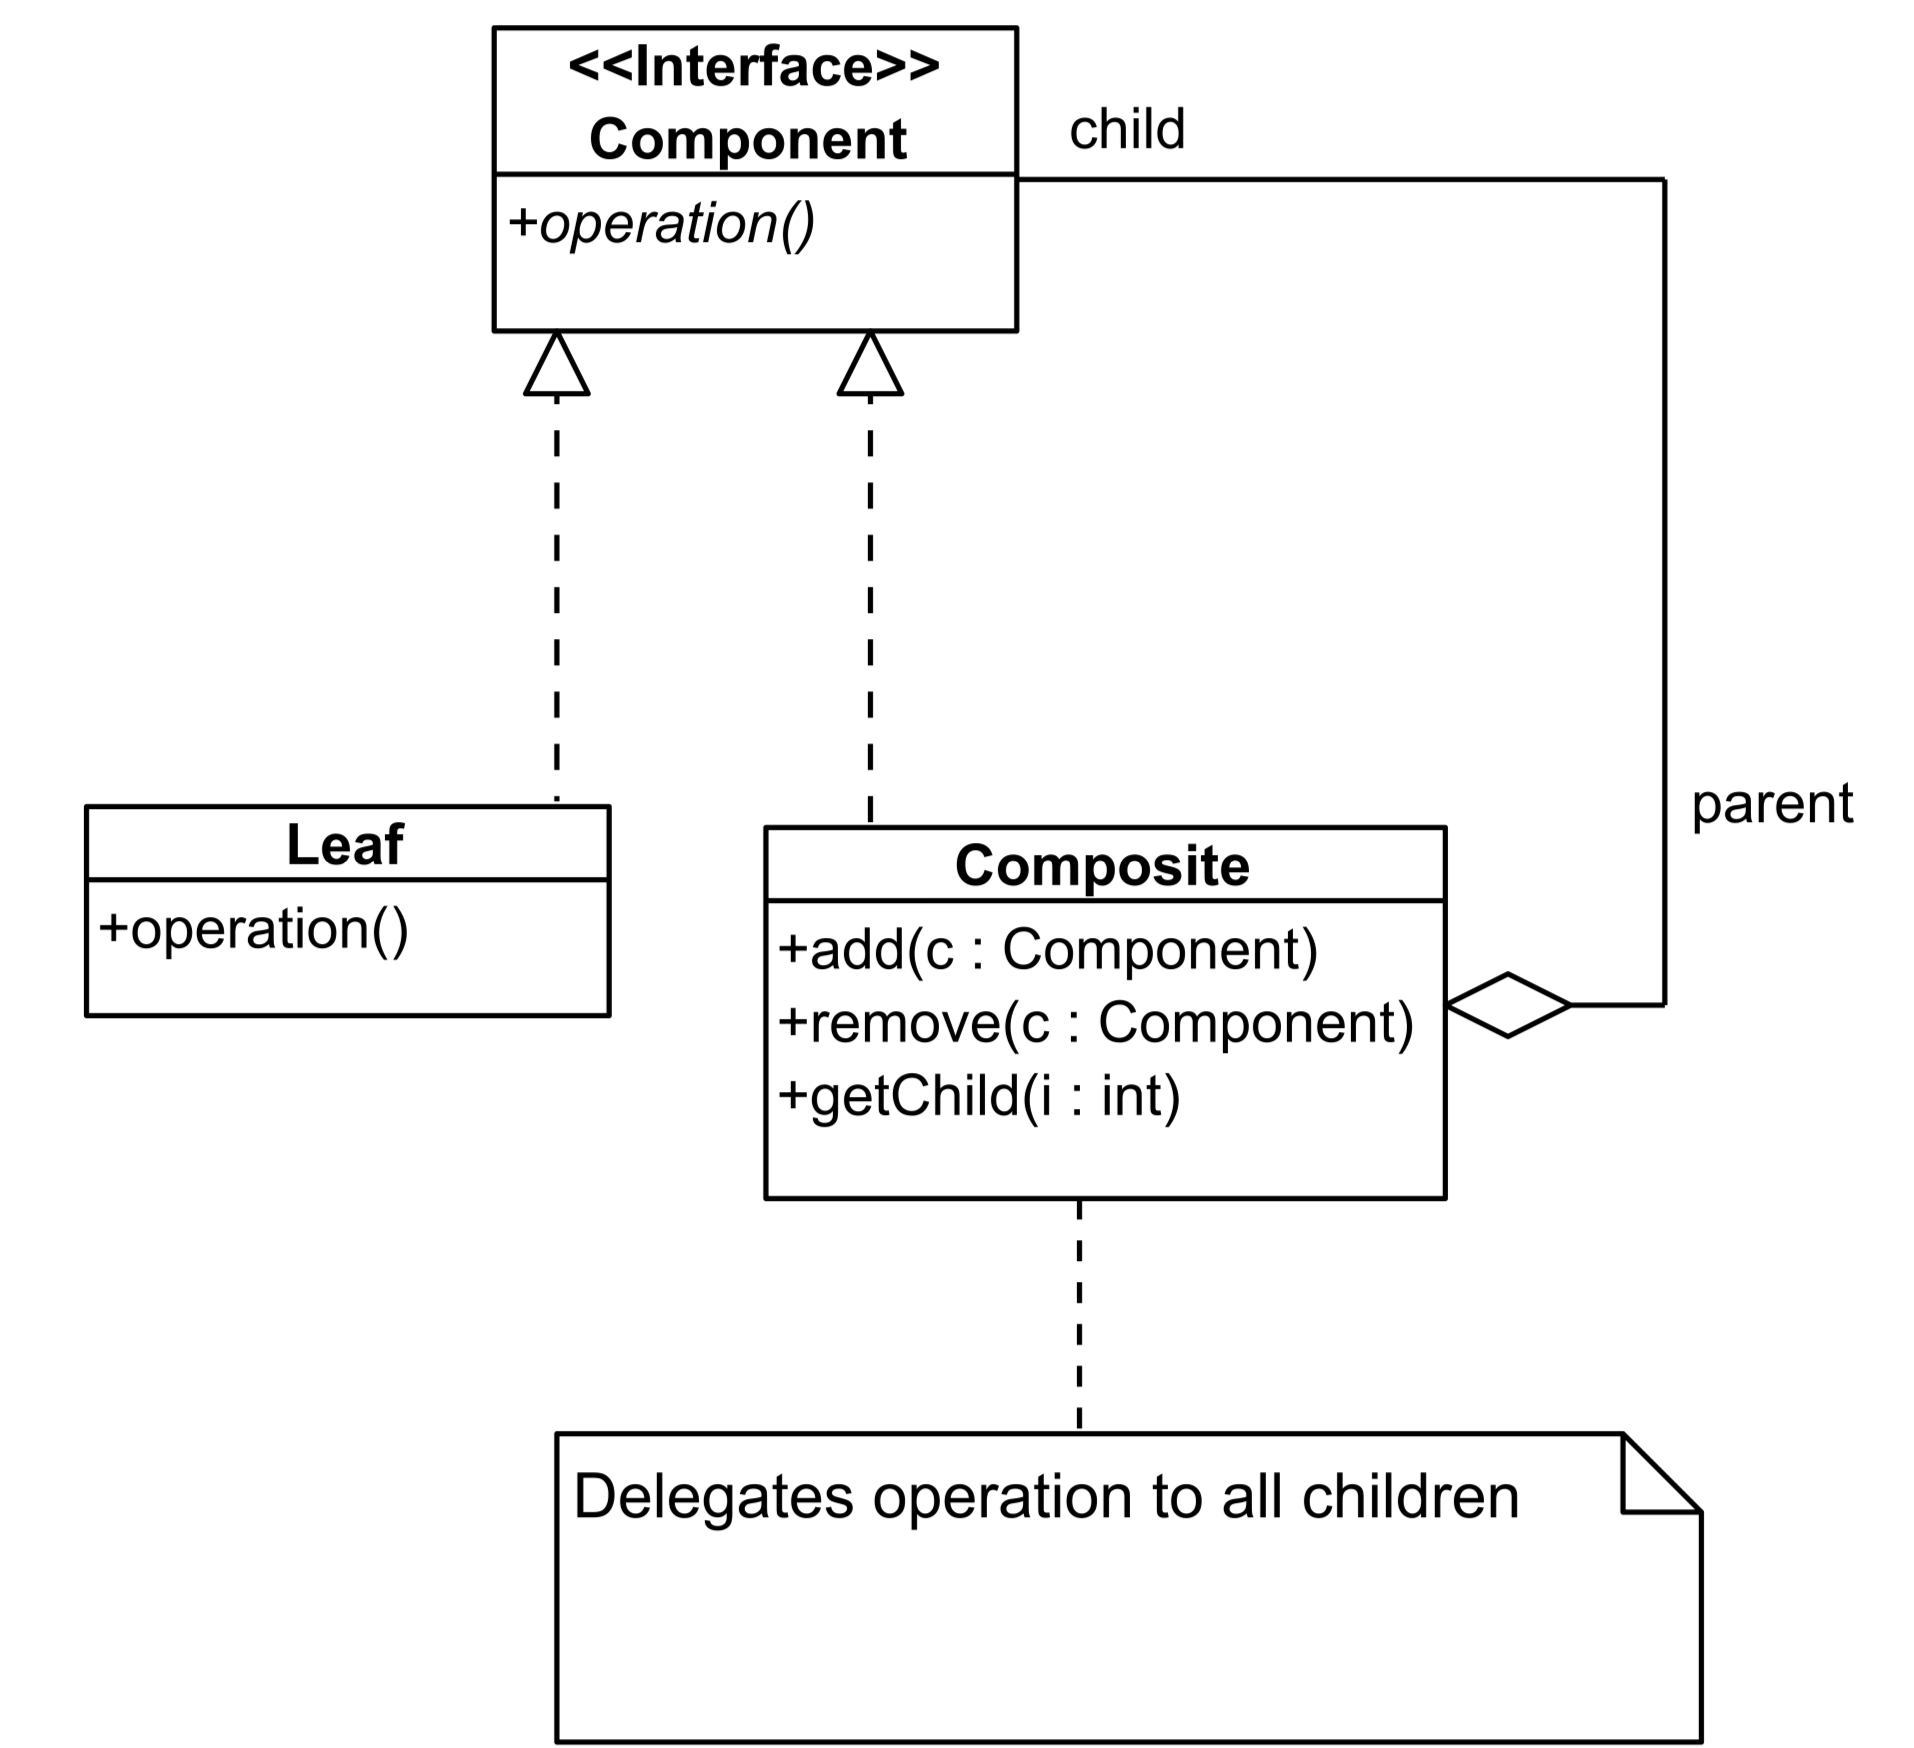 <<Interface>>
Component
+operation()
child
parent
Leaf
+operation()
Composite
+add(c : Component)
+remove(c : Component)
+getChild(i : int)
Delegates operation to all children